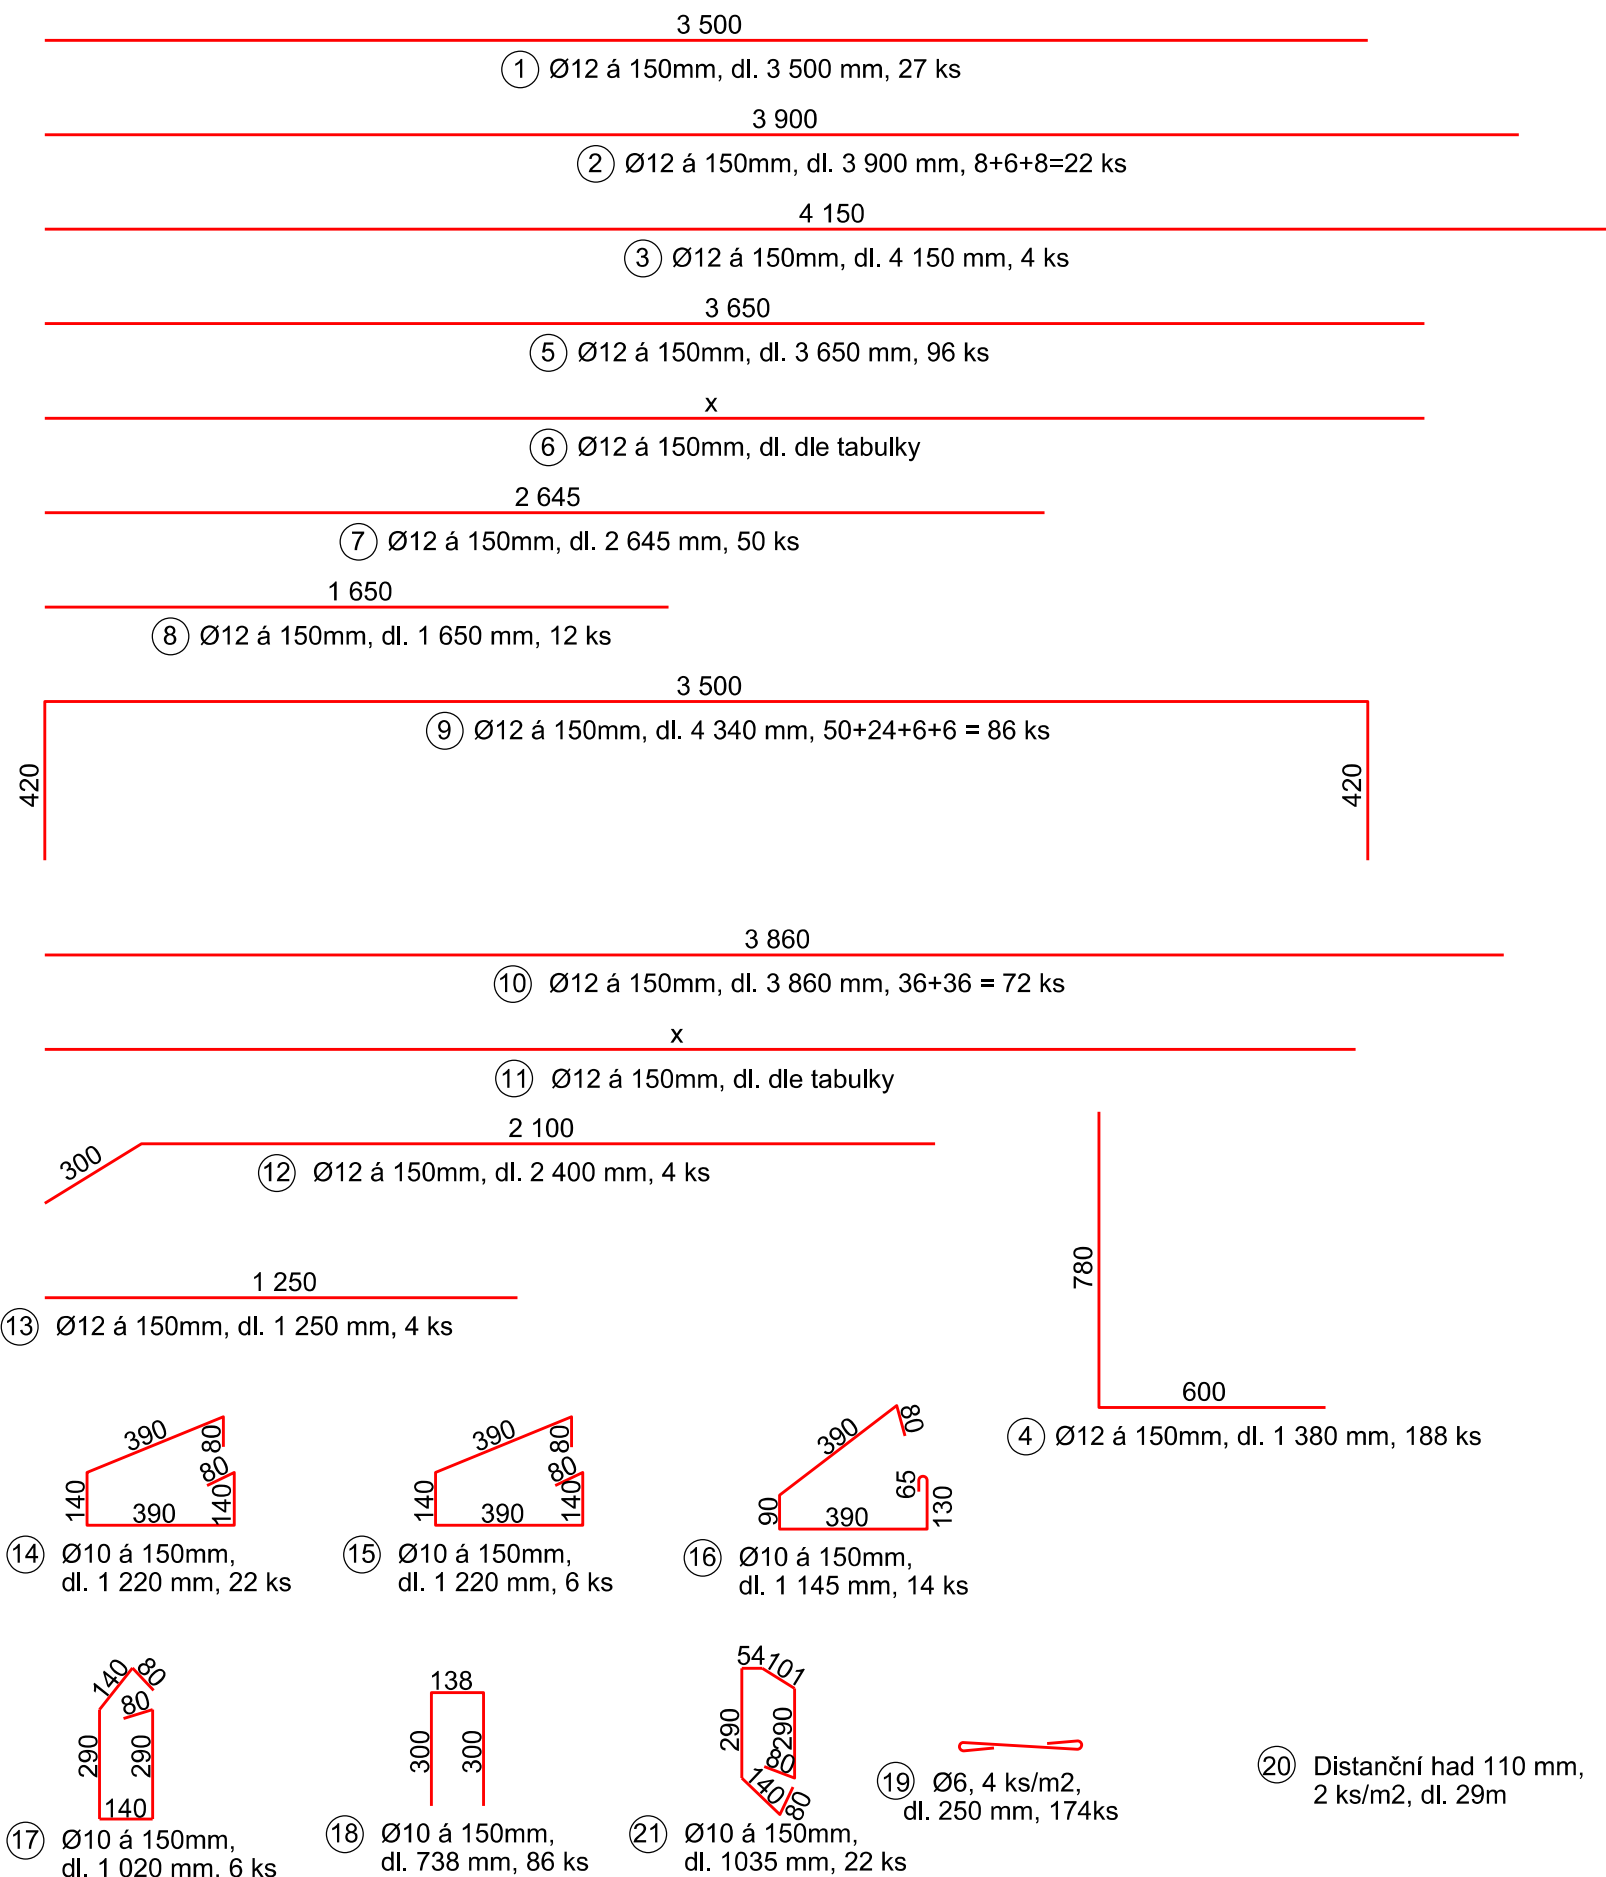 3 500
1 Ø12 á 150mm, dl. 3 500 mm, 27 ks
3 900
2 Ø12 á 150mm, dl. 3 900 mm, 8+6+8=22 ks
4 150
3 Ø12 á 150mm, dl. 4 150 mm, 4 ks
3 650
5 Ø12 á 150mm, dl. 3 650 mm, 96 ks
x
6 Ø12 á 150mm, dl. dle tabulky
2 645
7 Ø12 á 150mm, dl. 2 645 mm, 50 ks
1 650
8 Ø12 á 150mm, dl. 1 650 mm, 12 ks
3 500
9 Ø12 á 150mm, dl. 4 340 mm, 50+24+6+6 = 86 ks
420
420
3 860
10 Ø12 á 150mm, dl. 3 860 mm, 36+36 = 72 ks
x
11 Ø12 á 150mm, dl. dle tabulky
2 100
300
12 Ø12 á 150mm, dl. 2 400 mm, 4 ks
780
600
4 Ø12 á 150mm, dl. 1 380 mm, 188 ks
1 250
13 Ø12 á 150mm, dl. 1 250 mm, 4 ks
390
80
80
140
390
140
14 Ø10 á 150mm,
dl. 1 220 mm, 22 ks
390
80
80
140
390
140
15 Ø10 á 150mm,
dl. 1 220 mm, 6 ks
390
80
65
90
390
130
16 Ø10 á 150mm,
dl. 1 145 mm, 14 ks
140
80
80
290
290
140
17 Ø10 á 150mm,
dl. 1 020 mm, 6 ks
138
300
300
18 Ø10 á 150mm,
dl. 738 mm, 86 ks
54
101
290
290
80
140
80
21 Ø10 á 150mm,
dl. 1035 mm, 22 ks
19 Ø6, 4 ks/m2,
dl. 250 mm, 174ks
20 Distanční had 110 mm,
2 ks/m2, dl. 29m